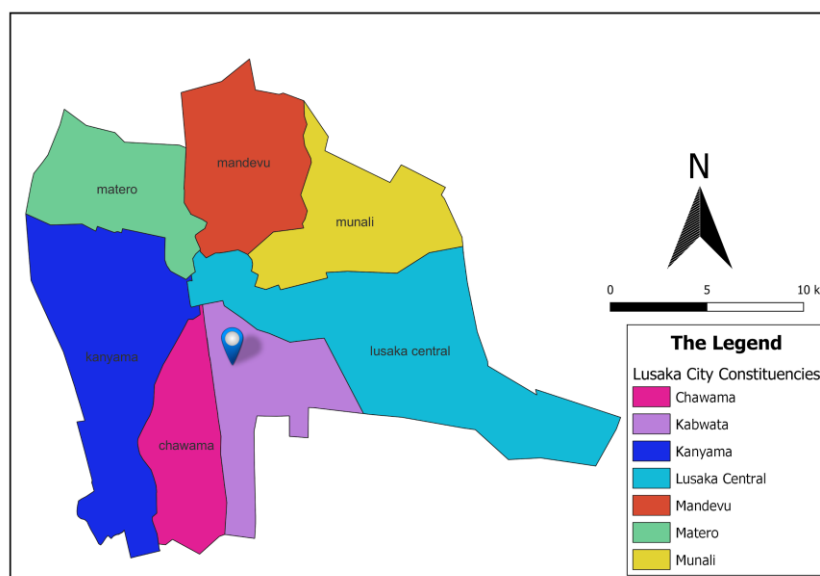 mandevu
matero
munali
N
0 5 10 k
kanyama
lusaka central
chawama
The Legend
Lusaka City Constituencies
Chawama
Kabwata
Kanyama
Lusaka Central
Mandevu
Matero
Munali